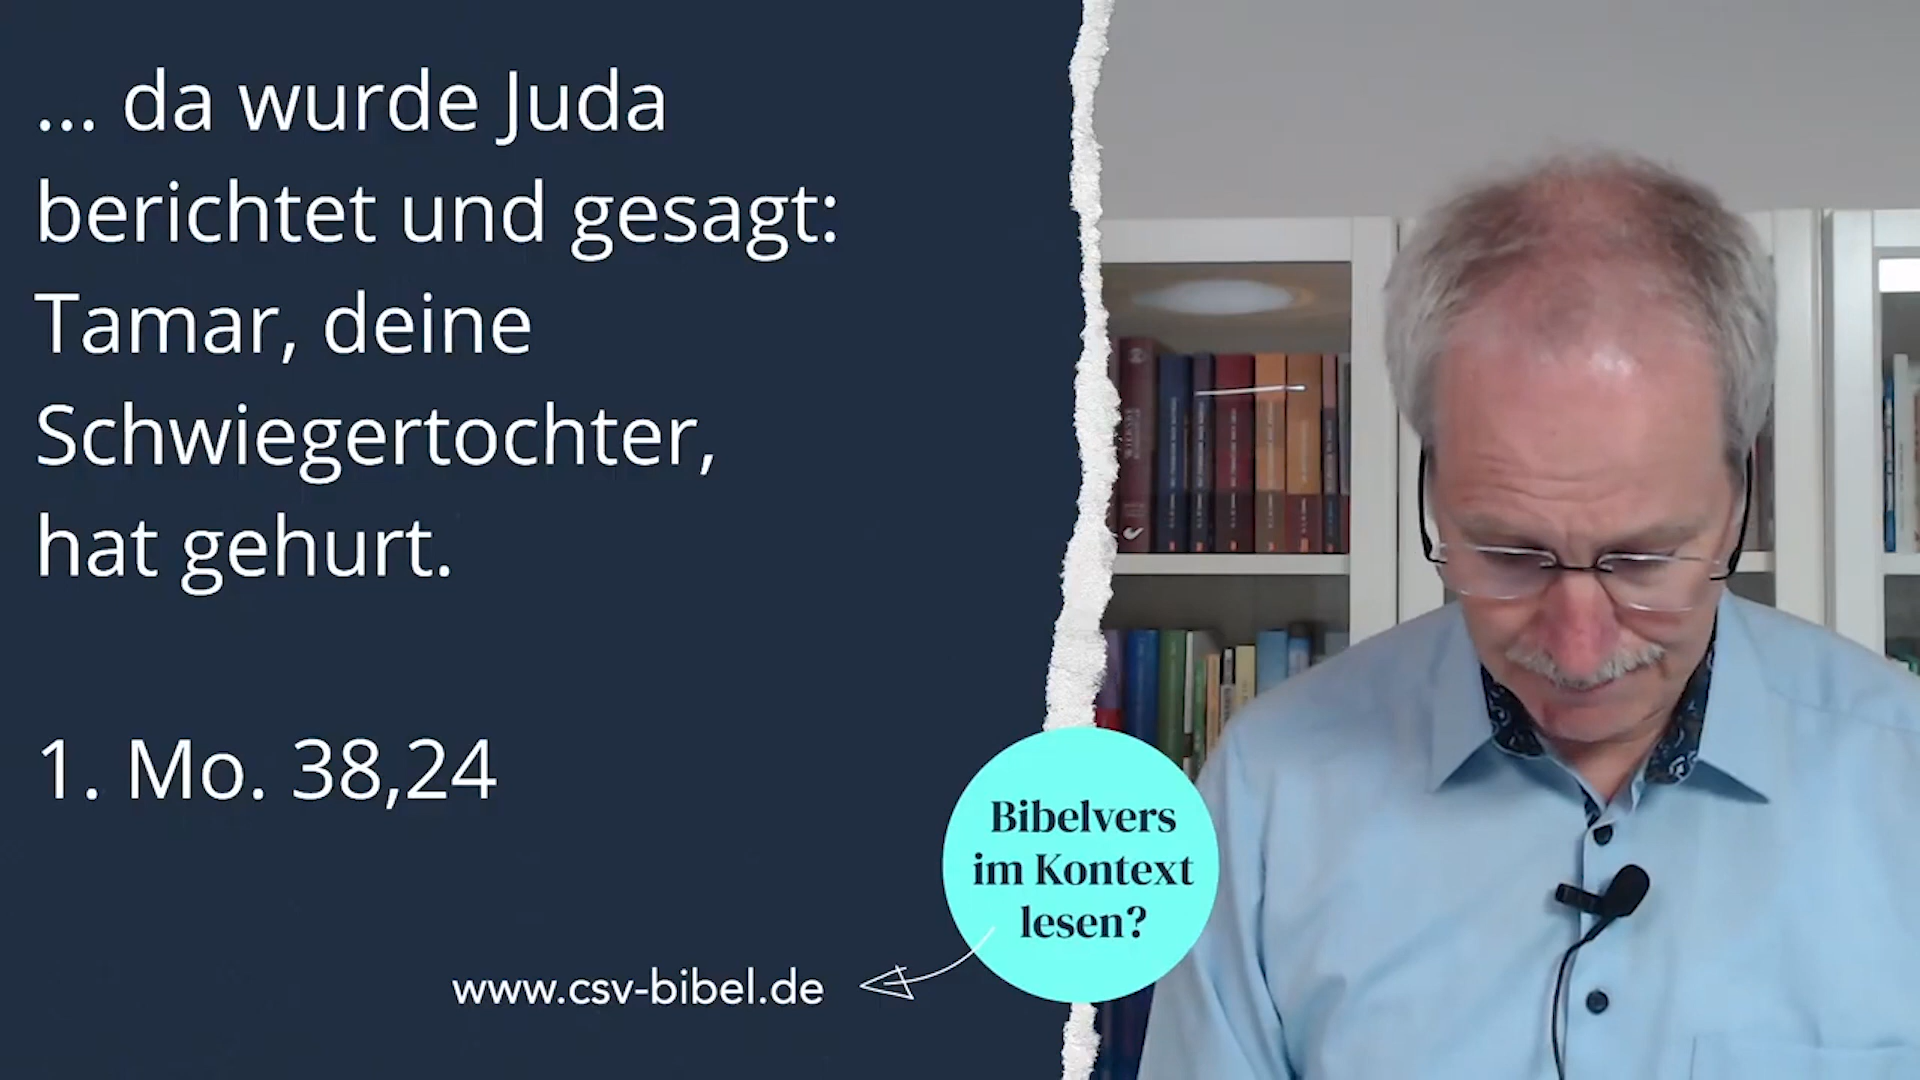 ... da wurde Juda
berichtet und gesagt:
Tamar, deine
Schwiegertochter,
hat gehurt.
1. Mo. 38,24
Bibelvers
im Kontext
lesen?
www.csv-bibel.de